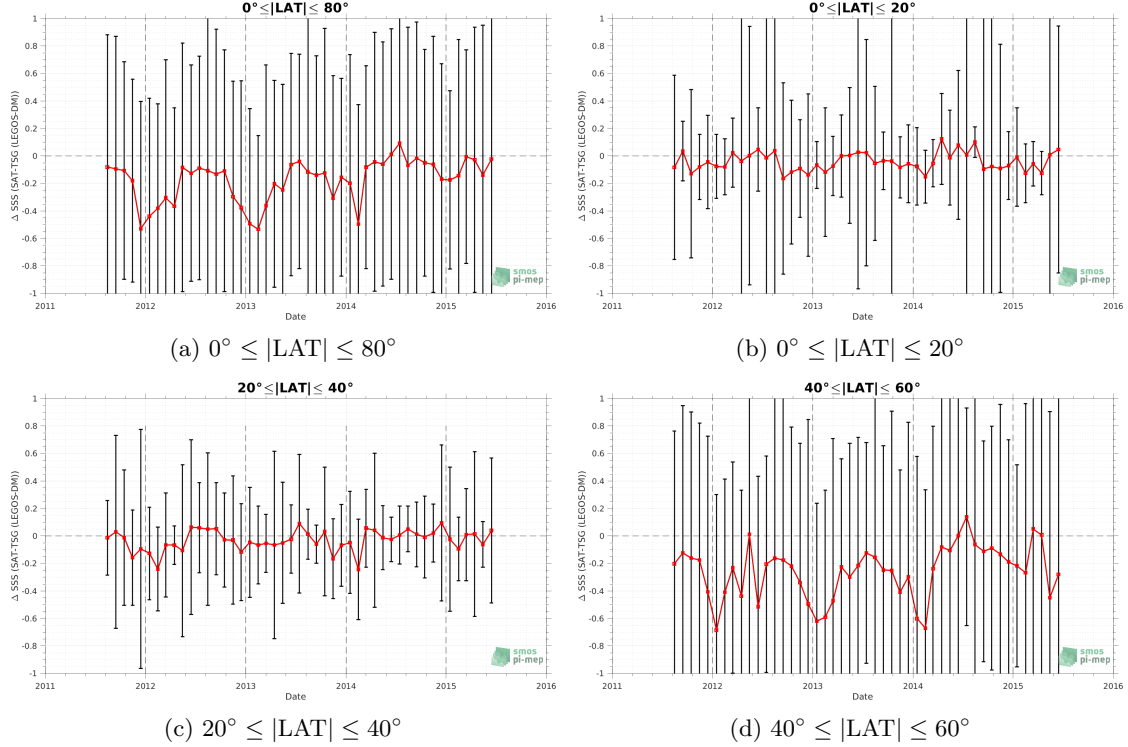 0°≤|LAT|≤ 80°
Δ SSS (SAT-TSG (LEGOS-DM))
1
0.8
0.6
0.4
0.2
0
-0.2
-0.4
-0.6
-0.8
-1
2011 2012 2013 2014 2015 2016
Date
smos
pi-mep
(a) 0° ≤ |LAT| ≤ 80°
0°≤|LAT|≤ 20°
Δ SSS (SAT-TSG (LEGOS-DM))
1
0.8
0.6
0.4
0.2
0
-0.2
-0.4
-0.6
-0.8
-1
2011 2012 2013 2014 2015 2016
Date
smos
pi-mep
(b) 0° ≤ |LAT| ≤ 20°
20°≤|LAT|≤ 40°
Δ SSS (SAT-TSG (LEGOS-DM))
1
0.8
0.6
0.4
0.2
0
-0.2
-0.4
-0.6
-0.8
-1
2011 2012 2013 2014 2015 2016
Date
smos
pi-mep
(c) 20° ≤ |LAT| ≤ 40°
40°≤|LAT|≤ 60°
Δ SSS (SAT-TSG (LEGOS-DM))
1
0.8
0.6
0.4
0.2
0
-0.2
-0.4
-0.6
-0.8
-1
2011 2012 2013 2014 2015 2016
Date
smos
pi-mep
(d) 40° ≤ |LAT| ≤ 60°